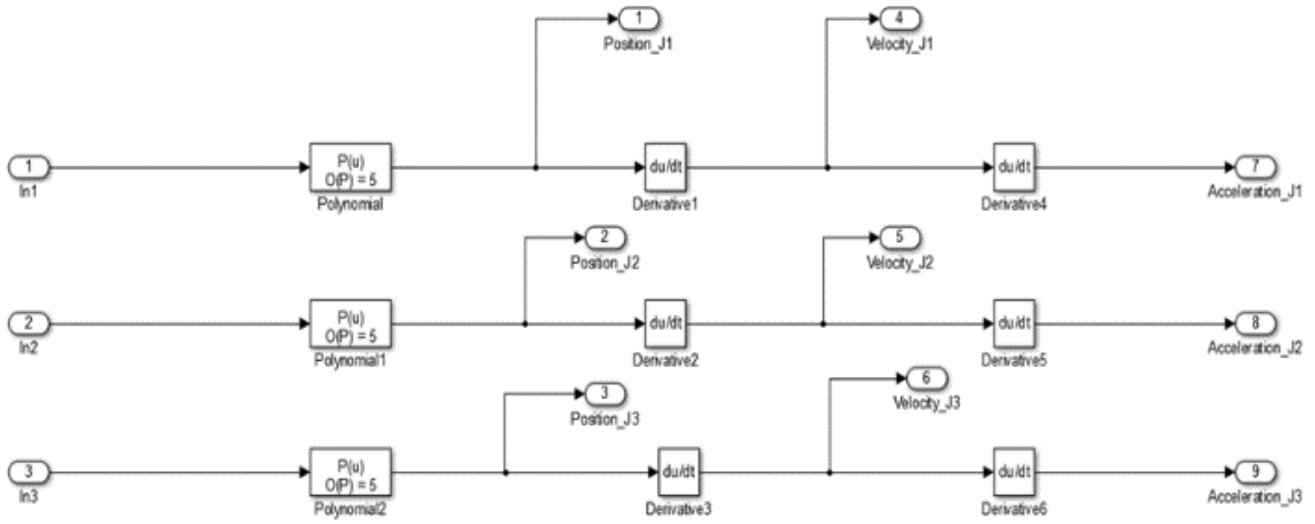 1
Position_J1
4
Velocity_J1
1
In1
P(u)
O(P) = 5
Polynomial
du/dt
Derivative1
du/dt
Derivative4
7
Acceleration_J1
2
Position_J2
5
Velocity_J2
2
In2
P(u)
O(P) = 5
Polynomial1
du/dt
Derivative2
du/dt
Derivative5
8
Acceleration_J2
3
Position_J3
6
Velocity_J3
3
In3
P(u)
O(P) = 5
Polynomial2
du/dt
Derivative3
du/dt
Derivative6
9
Acceleration_J3